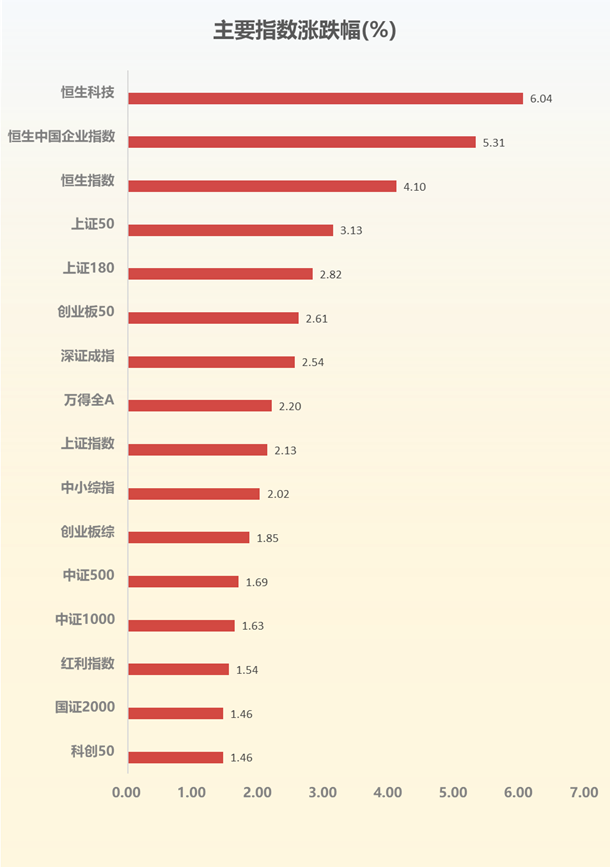 主要指数涨跌幅(%)
恒生科技 6.04
恒生中国企业指数 5.31
恒生指数 4.10
上证50 3.13
上证180 2.82
创业板50 2.61
深证成指 2.54
万得全A 2.20
上证指数 2.13
中小综指 2.02
创业板综 1.85
中证500 1.69
中证1000 1.63
红利指数 1.54
国证2000 1.46
科创50 1.46
0.00 1.00 2.00 3.00 4.00 5.00 6.00 7.00